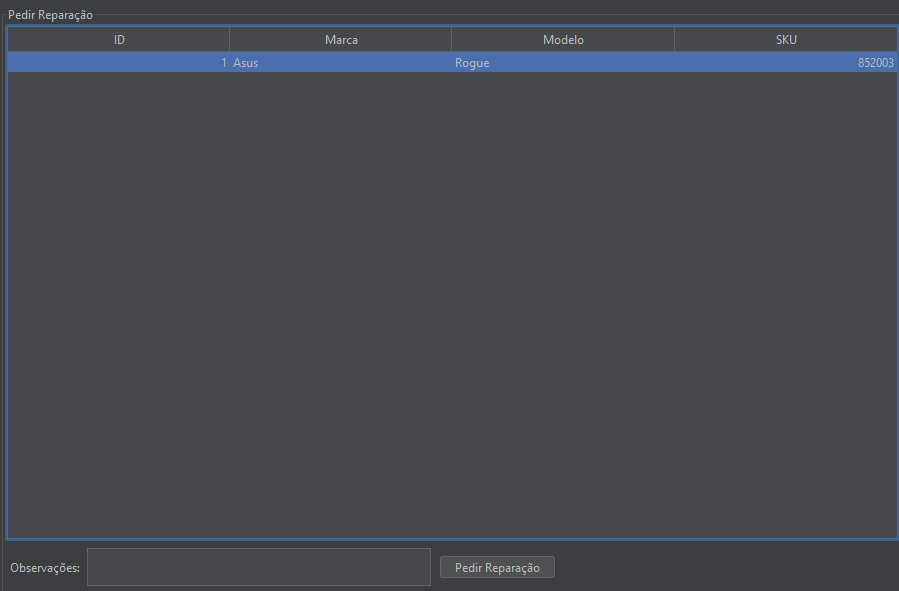 Pedir Reparação
ID Marca Modelo SKU
1 Asus Rogue 852003
Observações: Pedir Reparação